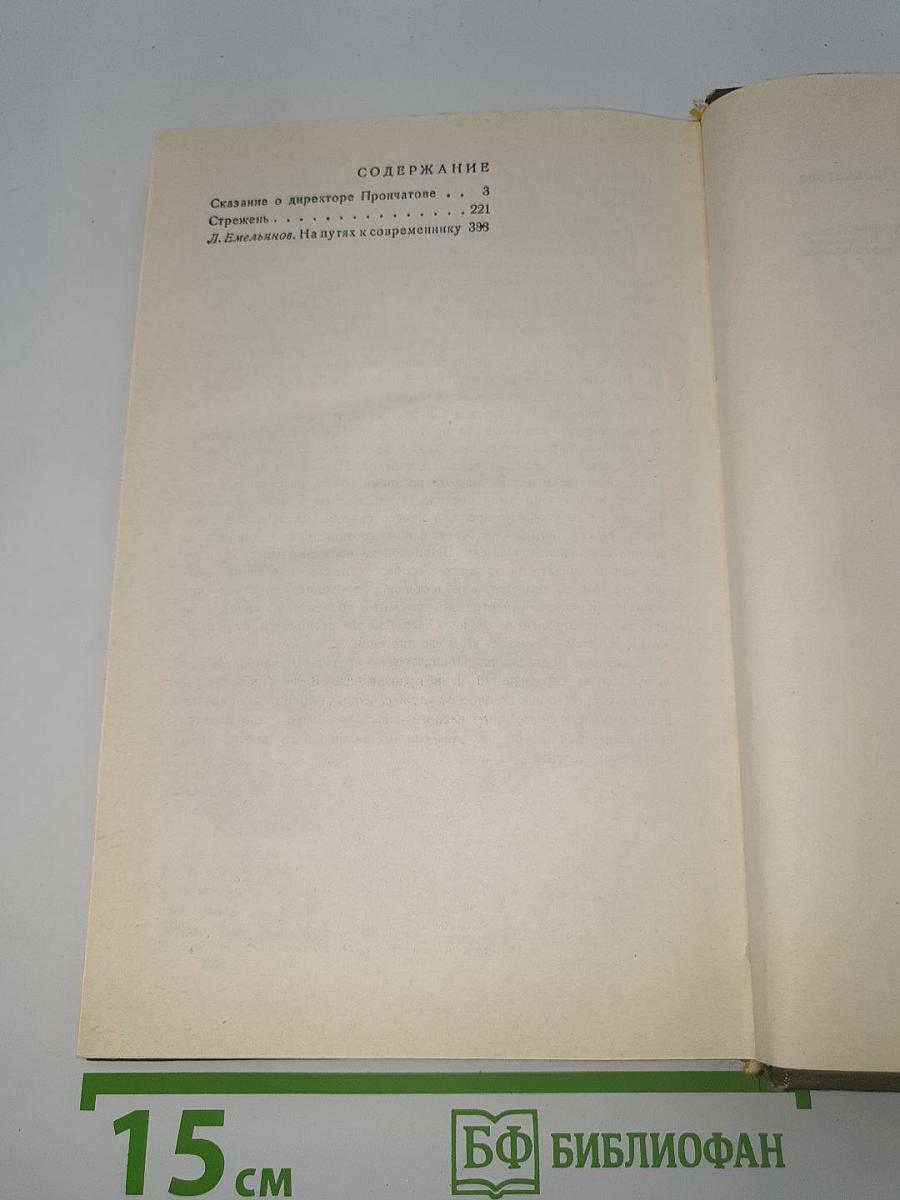 СОДЕРЖАНИЕ
Сказание о директоре Прончатове . . 3
Стрежень . . . . . . . . . . . . . . . 221
Л. Емельянов. На путях к современнику 398
15 см
БФ БИБЛИОФАН